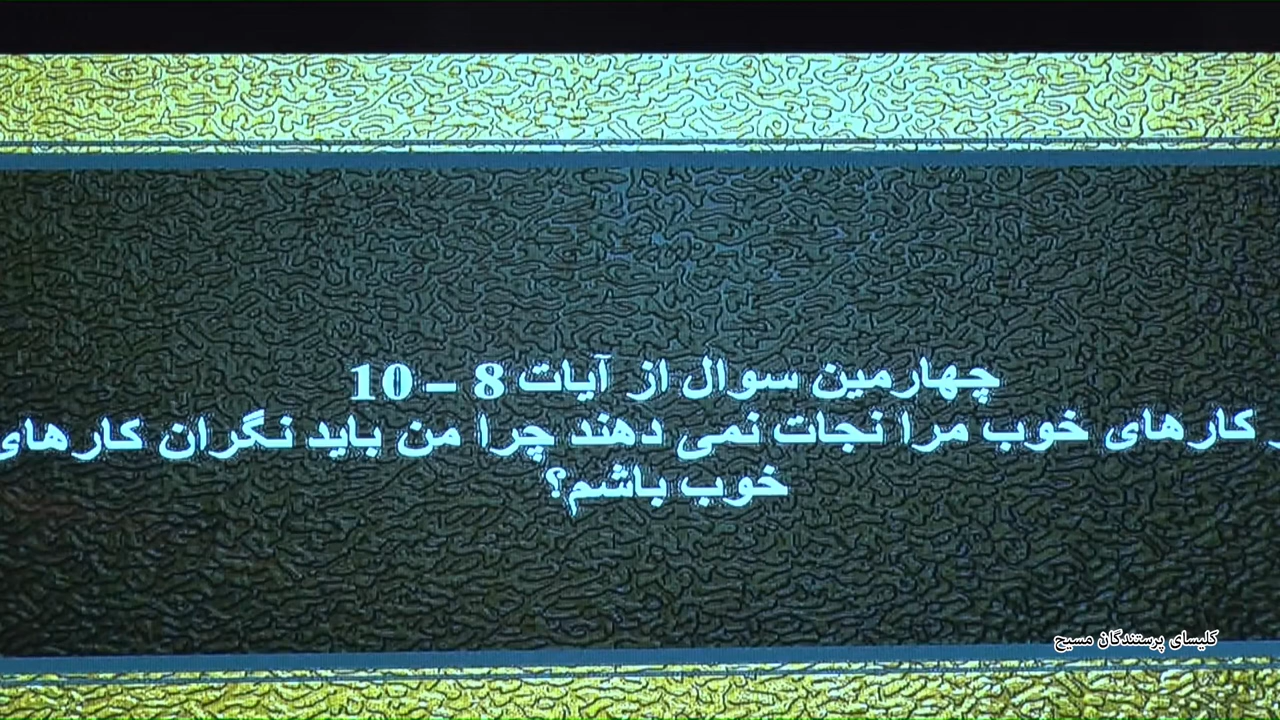 چهارمین سوال از آیات 8 - 10
کارهای خوب مرا نجات نمی دهند چرا من باید نگران کارهای
خوب باشم؟
کلیسای پرستندگان مسیح